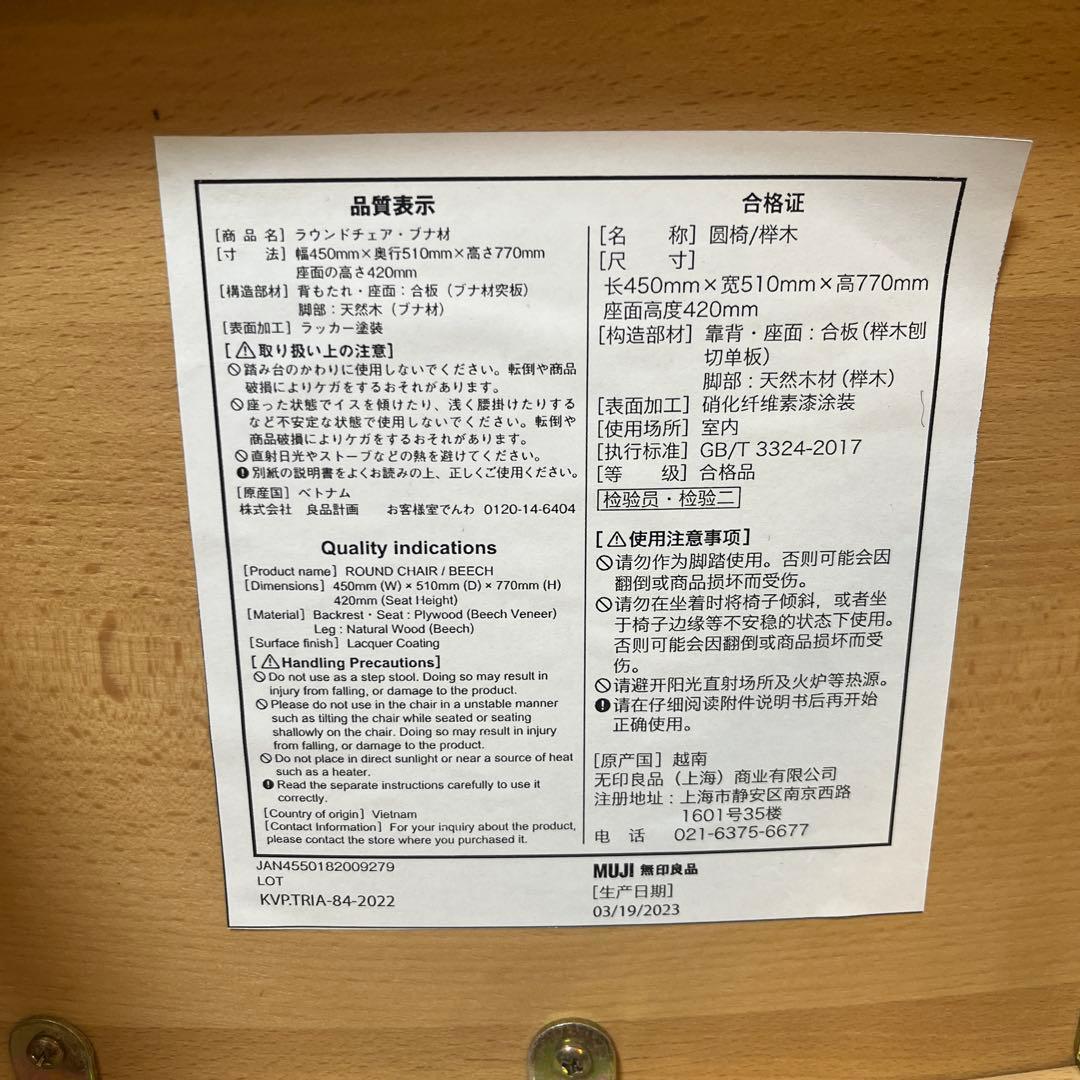 品質表示
[商品名] ラウンドチェア・ブナ材
[寸　法] 幅450mm×奥行510mm×高さ770mm
座面の高さ420mm
[構造部材] 背もたれ・座面：合板（ブナ材突板）
脚部：天然木（ブナ材）
[表面加工] ラッカー塗装
[⚠取り扱い上の注意]
🚫踏み台のかわりに使用しないでください。転倒や商品
破損によりケガをするおそれがあります。
🚫座った状態でイスを傾けたり、浅く腰掛けたりする
など不安定な状態で使用しないでください。転倒や
商品破損によりケガをするおそれがあります。
🚫直射日光やストーブなどの熱を避けてください。
❗別紙の説明書をよくお読みの上、正しくご使用ください。
[原産国] ベトナム
株式会社　良品計画　お客様室でんわ 0120-14-6404
Quality indications
[Product name] ROUND CHAIR / BEECH
[Dimensions] 450mm (W) × 510mm (D) × 770mm (H)
420mm (Seat Height)
[Material] Backrest・Seat : Plywood (Beech Veneer)
Leg : Natural Wood (Beech)
[Surface finish] Lacquer Coating
[⚠Handling Precautions]
🚫Do not use as a step stool. Doing so may result in
injury from falling, or damage to the product.
🚫Please do not use in the chair in a unstable manner
such as tilting the chair while seated or seating
shallowly on the chair. Doing so may result in injury
from falling, or damage to the product.
🚫Do not place in direct sunlight or near a source of heat
such as a heater.
❗Read the separate instructions carefully to use it
correctly.
[Country of origin] Vietnam
[Contact Information] For your inquiry about the product,
please contact the store where you purchased it.
合格证
[名　称] 圆椅/榉木
[尺　寸]
长450mm×宽510mm×高770mm
座面高度420mm
[构造部材] 靠背・座面：合板（榉木刨
切单板）
脚部：天然木材（榉木）
[表面加工] 硝化纤维素漆涂装
[使用场所] 室内
[执行标准] GB/T 3324-2017
[等　级] 合格品
检验员・检验二
[⚠使用注意事项]
🚫请勿作为脚踏使用。否则可能会因
翻倒或商品损坏而受伤。
🚫请勿在坐着时将椅子倾斜，或者坐
于椅子边缘等不安稳的状态下使用。
否则可能会因翻倒或商品损坏而受
伤。
🚫请避开阳光直射场所及火炉等热源。
❗请在仔细阅读附件说明书后再开始
正确使用。
[原产国] 越南
无印良品（上海）商业有限公司
注册地址：上海市静安区南京西路
1601号35楼
电　话　021-6375-6677
JAN4550182009279
LOT
KVP.TRIA-84-2022
MUJI 無印良品
[生产日期]
03/19/2023